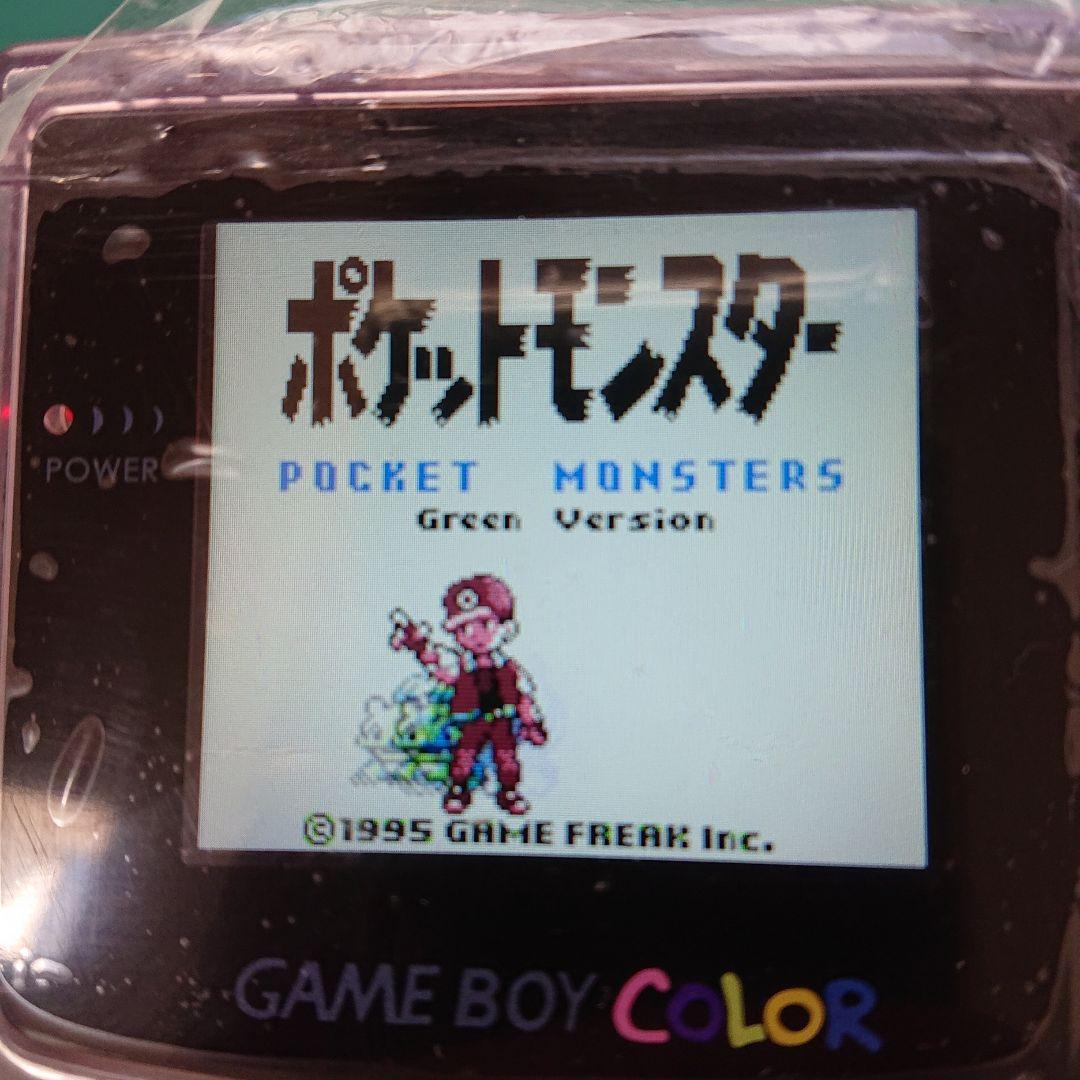 ポケットモンスター
POCKET MONSTERS
Green Version
©1995 GAME FREAK Inc.
POWER
GAME BOY COLOR